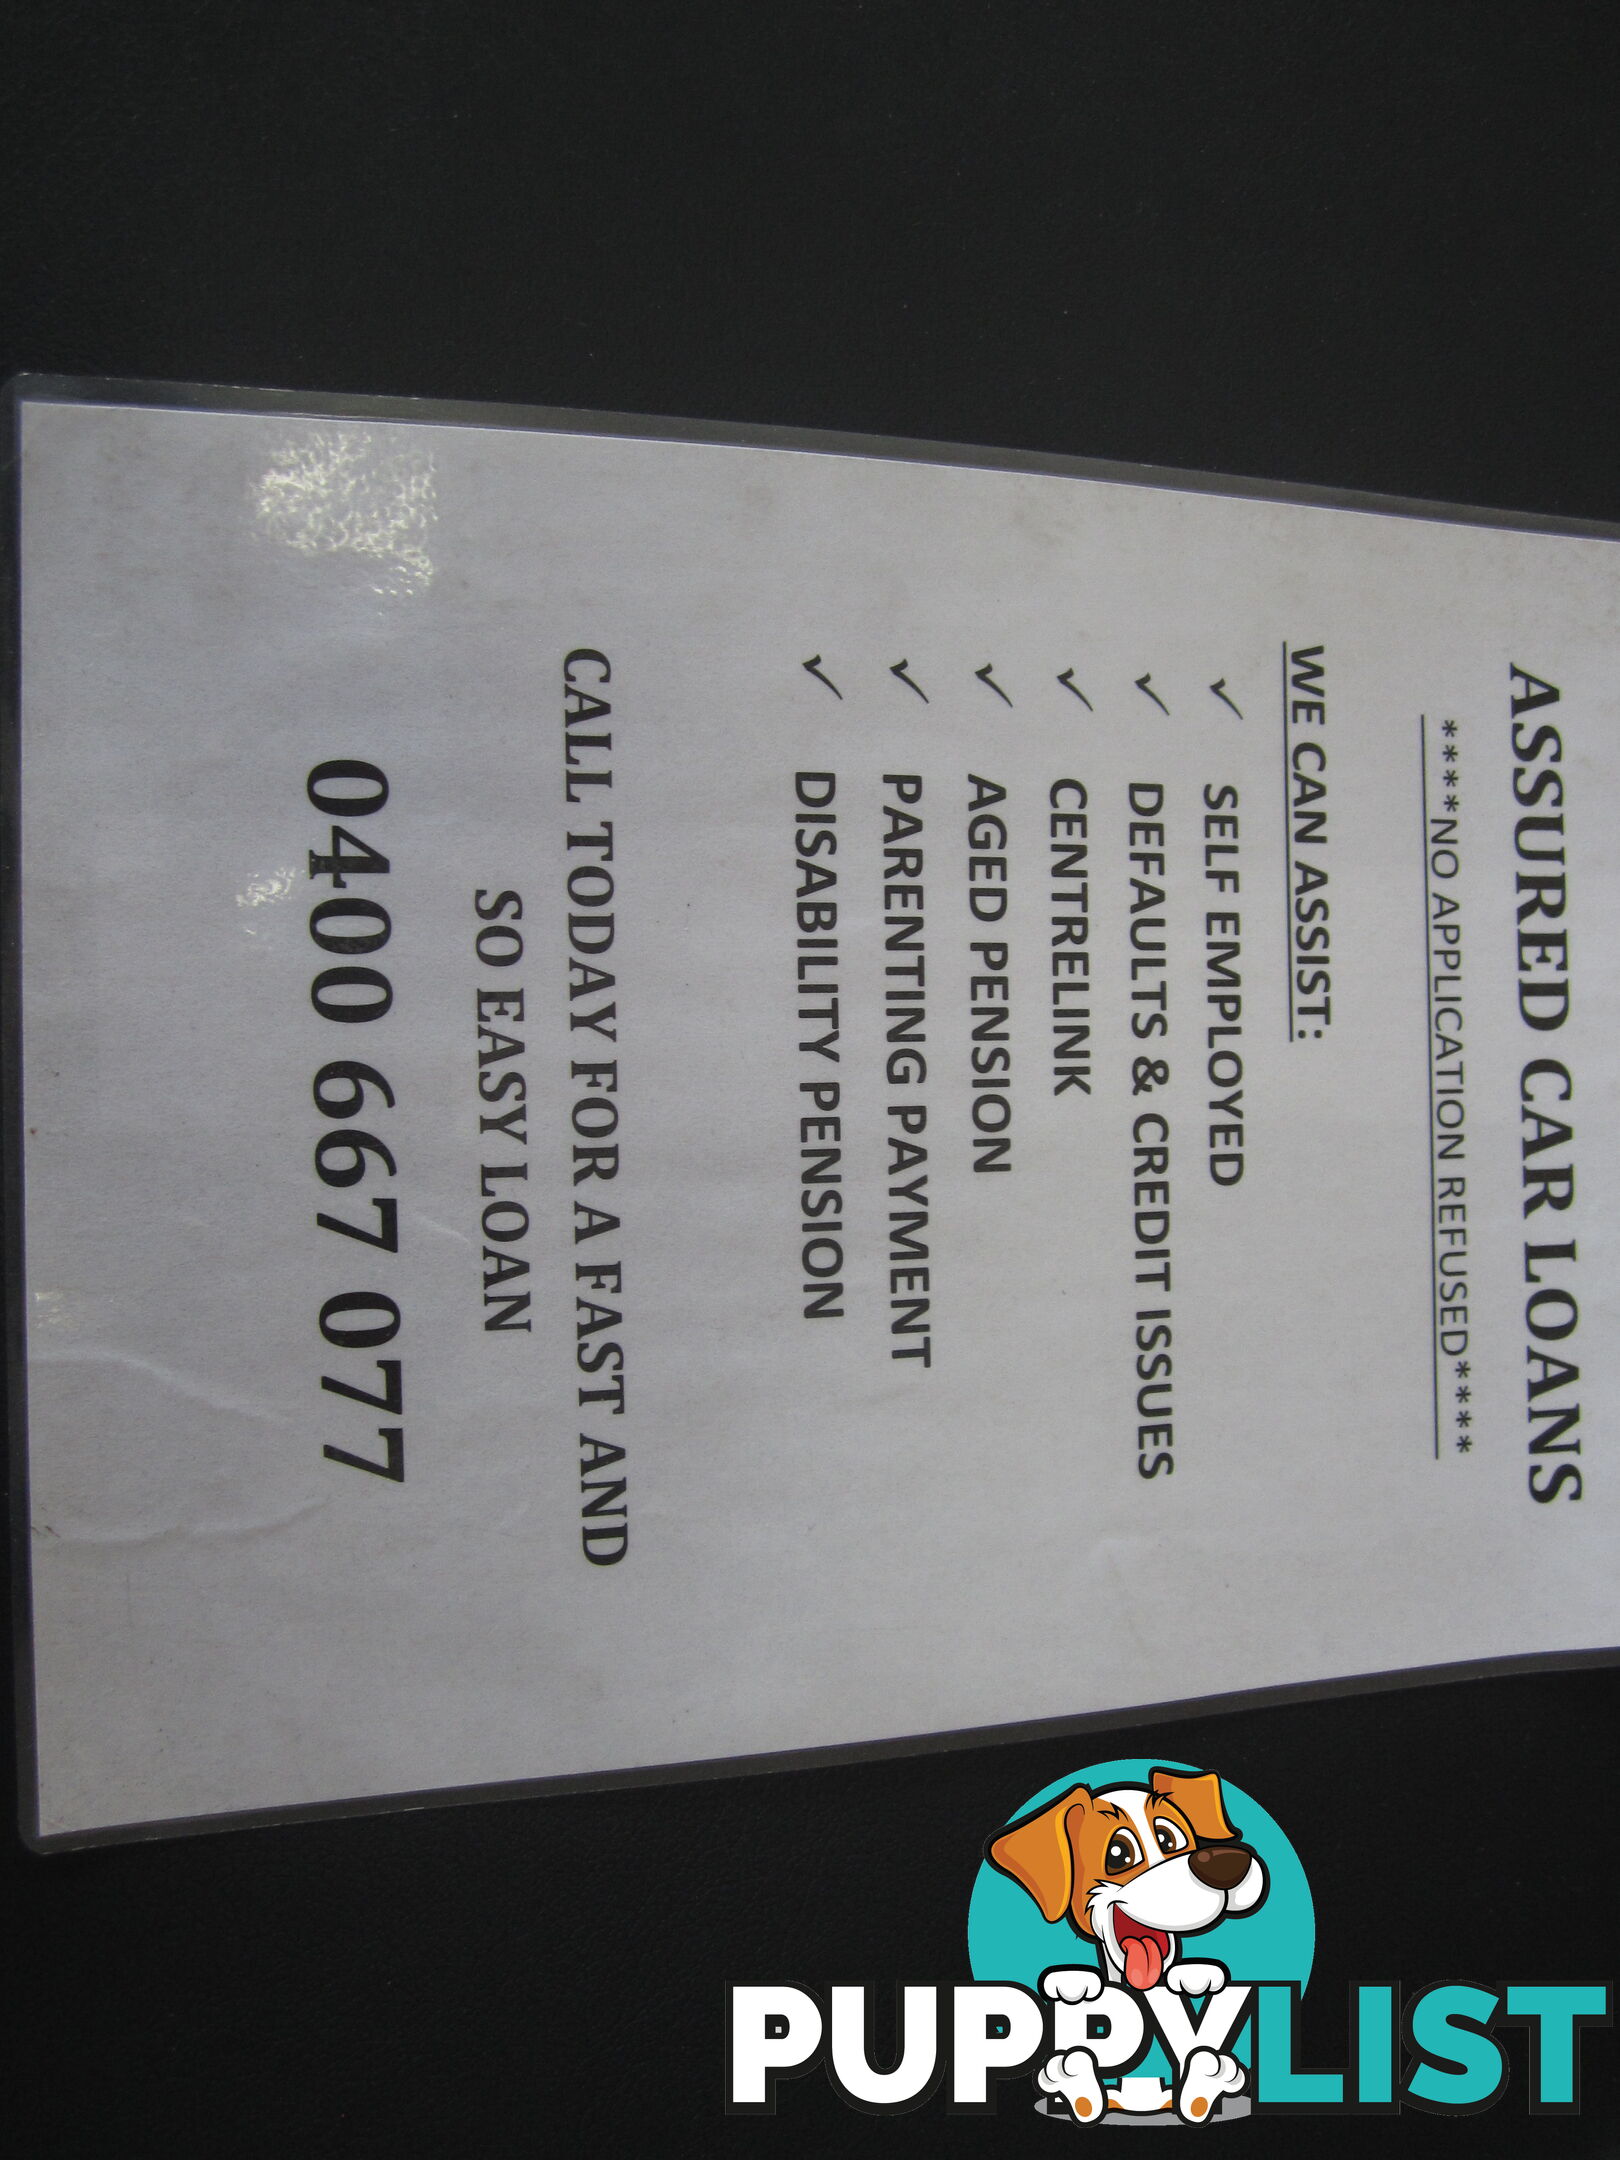 ASSURED CAR LOANS
****NO APPLICATION REFUSED****
WE CAN ASSIST:
✓ SELF EMPLOYED
✓ DEFAULTS & CREDIT ISSUES
✓ CENTRELINK
✓ AGED PENSION
✓ PARENTING PAYMENT
✓ DISABILITY PENSION
CALL TODAY FOR A FAST AND
SO EASY LOAN
0400 667 077
PUPPYLIST